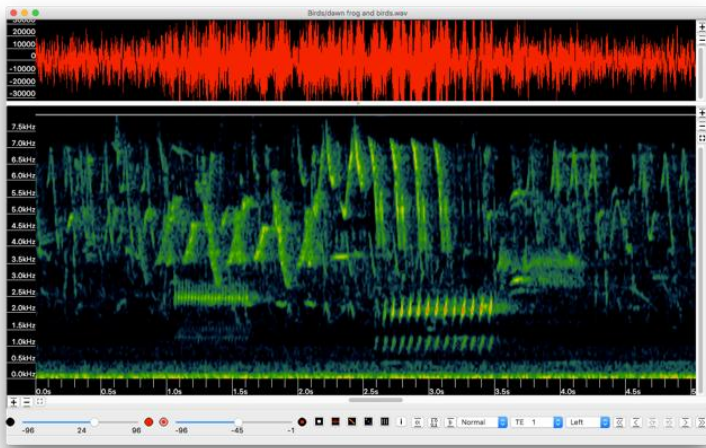 Birds/dawn frog and birds.wav
30000
20000
10000
0
-10000
-20000
-30000
7.5kHz
7.0kHz
6.5kHz
6.0kHz
5.5kHz
5.0kHz
4.5kHz
4.0kHz
3.5kHz
3.0kHz
2.5kHz
2.0kHz
1.5kHz
1.0kHz
0.5kHz
0.0kHz
0.0s 0.5s 1.0s 1.5s 2.0s 2.5s 3.0s 3.5s 4.0s 4.5s 5
-96 24 96 -96 -45 -1 Normal TE 1 Left